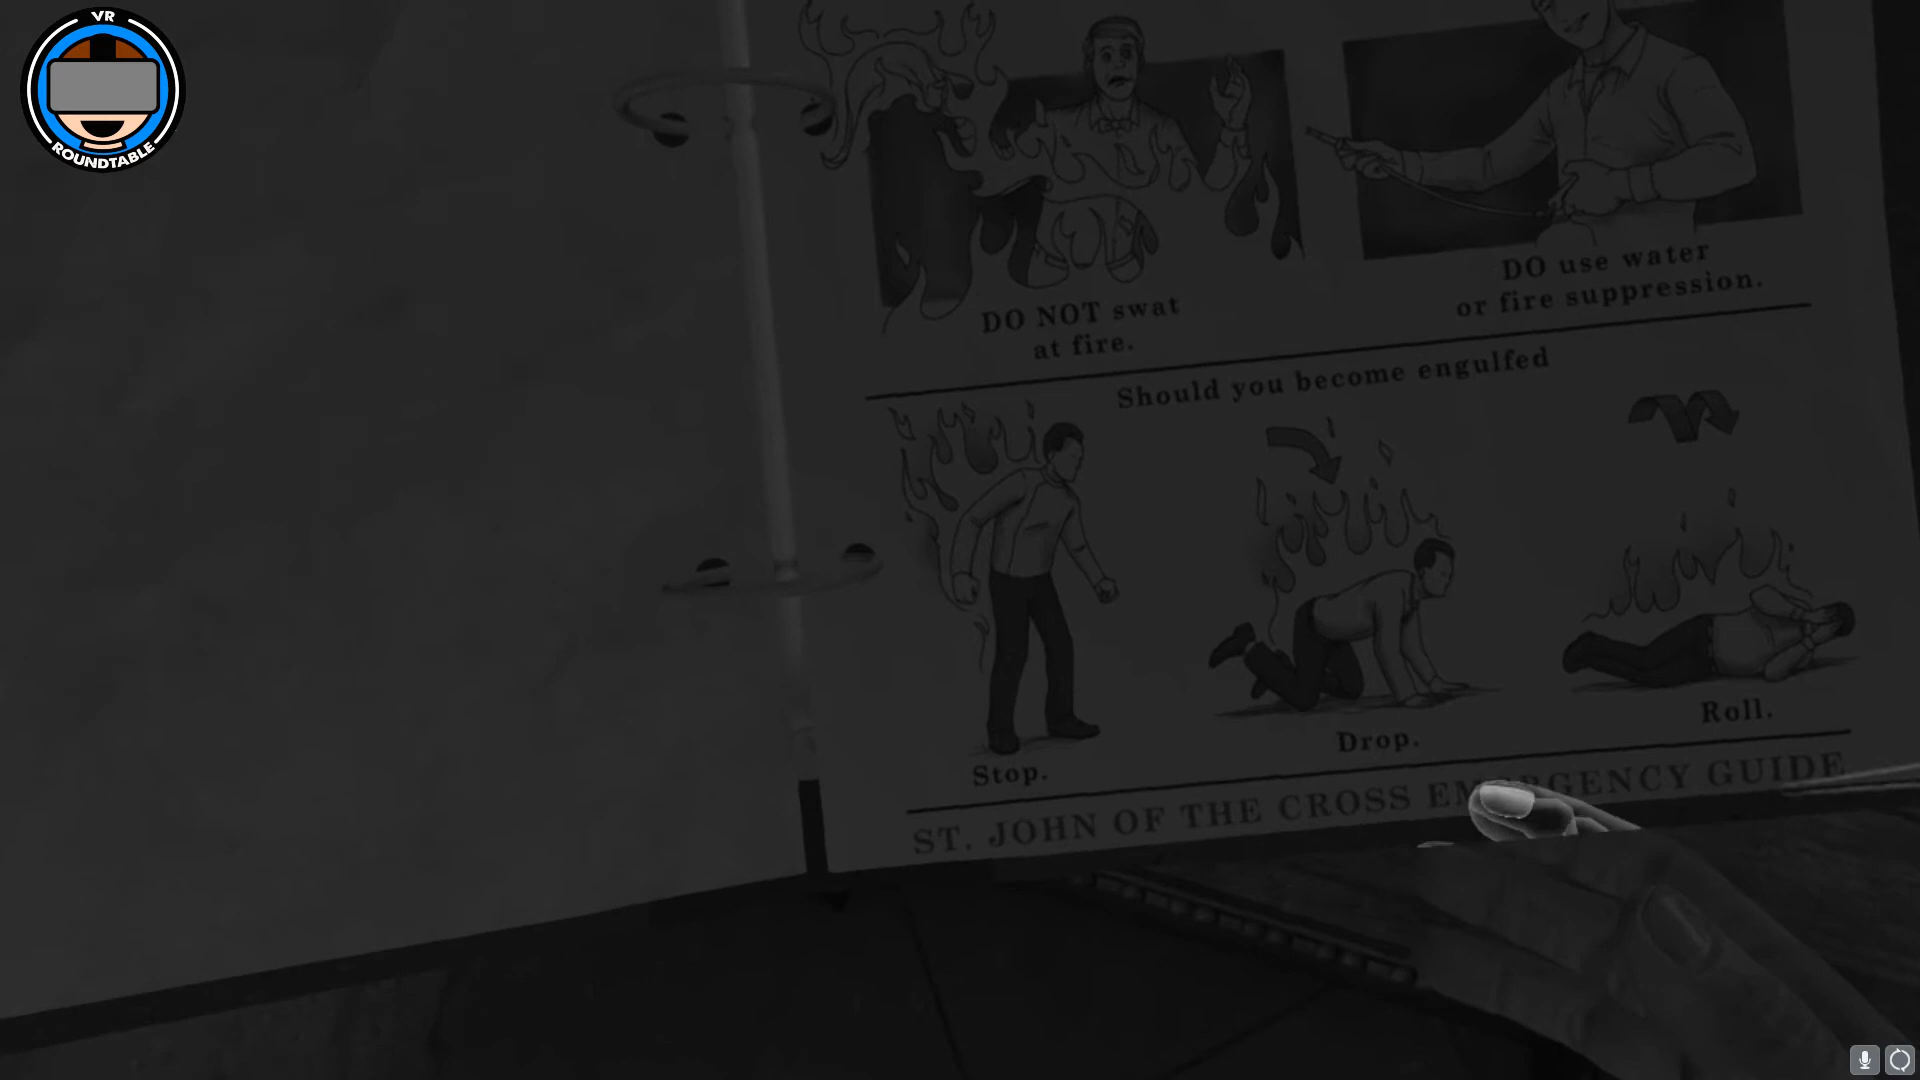 VR
ROUNDTABLE
DO NOT swat
at fire.
DO use water
or fire suppression.
Should you become engulfed
Stop.
Drop.
Roll.
ST. JOHN OF THE CROSS EMERGENCY GUIDE